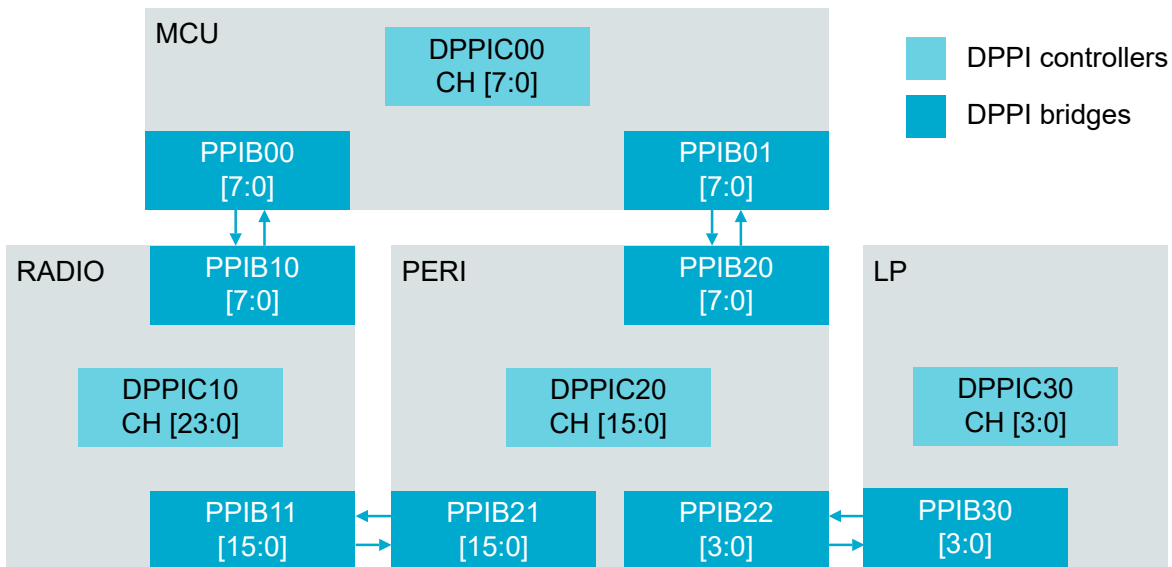 MCU
DPPIC00
CH [7:0]
DPPI controllers
DPPI bridges
PPIB00
[7:0]
PPIB01
[7:0]
RADIO
PPIB10
[7:0]
PERI
PPIB20
[7:0]
LP
DPPIC10
CH [23:0]
DPPIC20
CH [15:0]
DPPIC30
CH [3:0]
PPIB11
[15:0]
PPIB21
[15:0]
PPIB22
[3:0]
PPIB30
[3:0]